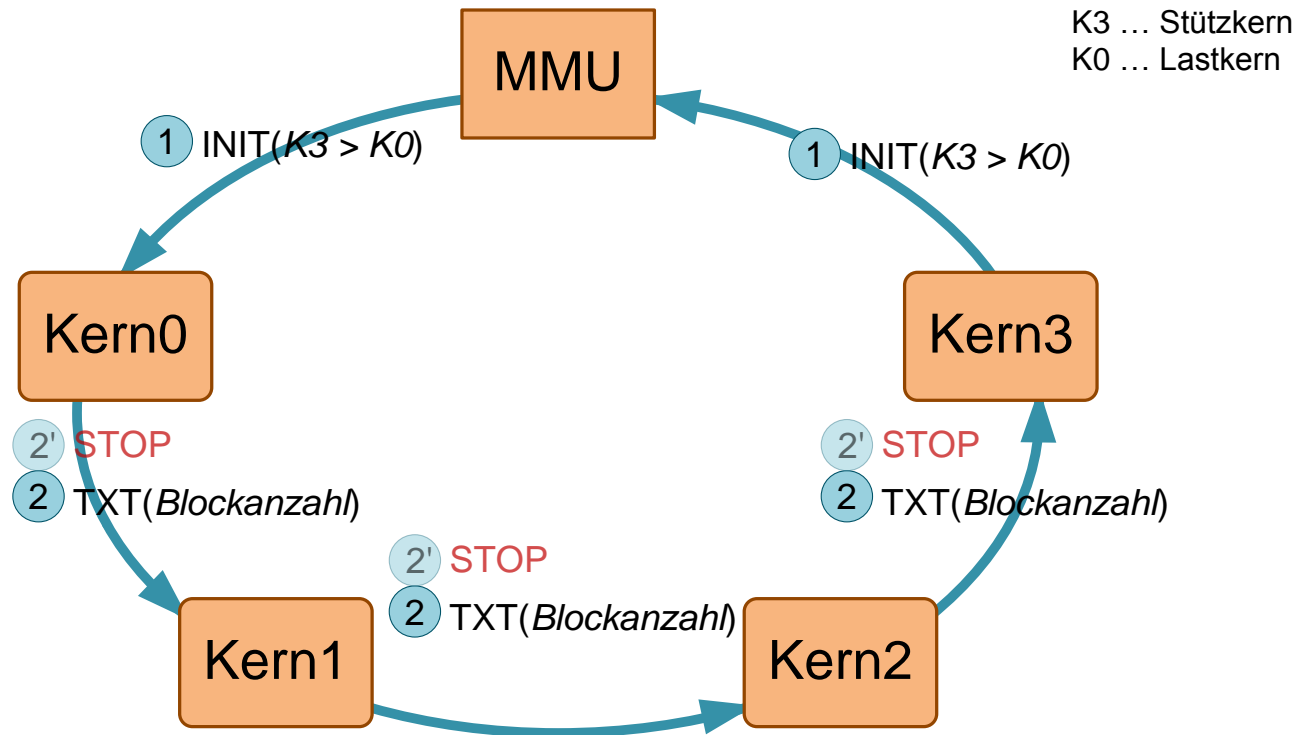 K3 … Stützkern
K0 … Lastkern
MMU
1 INIT(K3 > K0)
1 INIT(K3 > K0)
Kern0
Kern3
2' STOP
2 TXT(Blockanzahl)
2' STOP
2 TXT(Blockanzahl)
2' STOP
2 TXT(Blockanzahl)
Kern1
Kern2